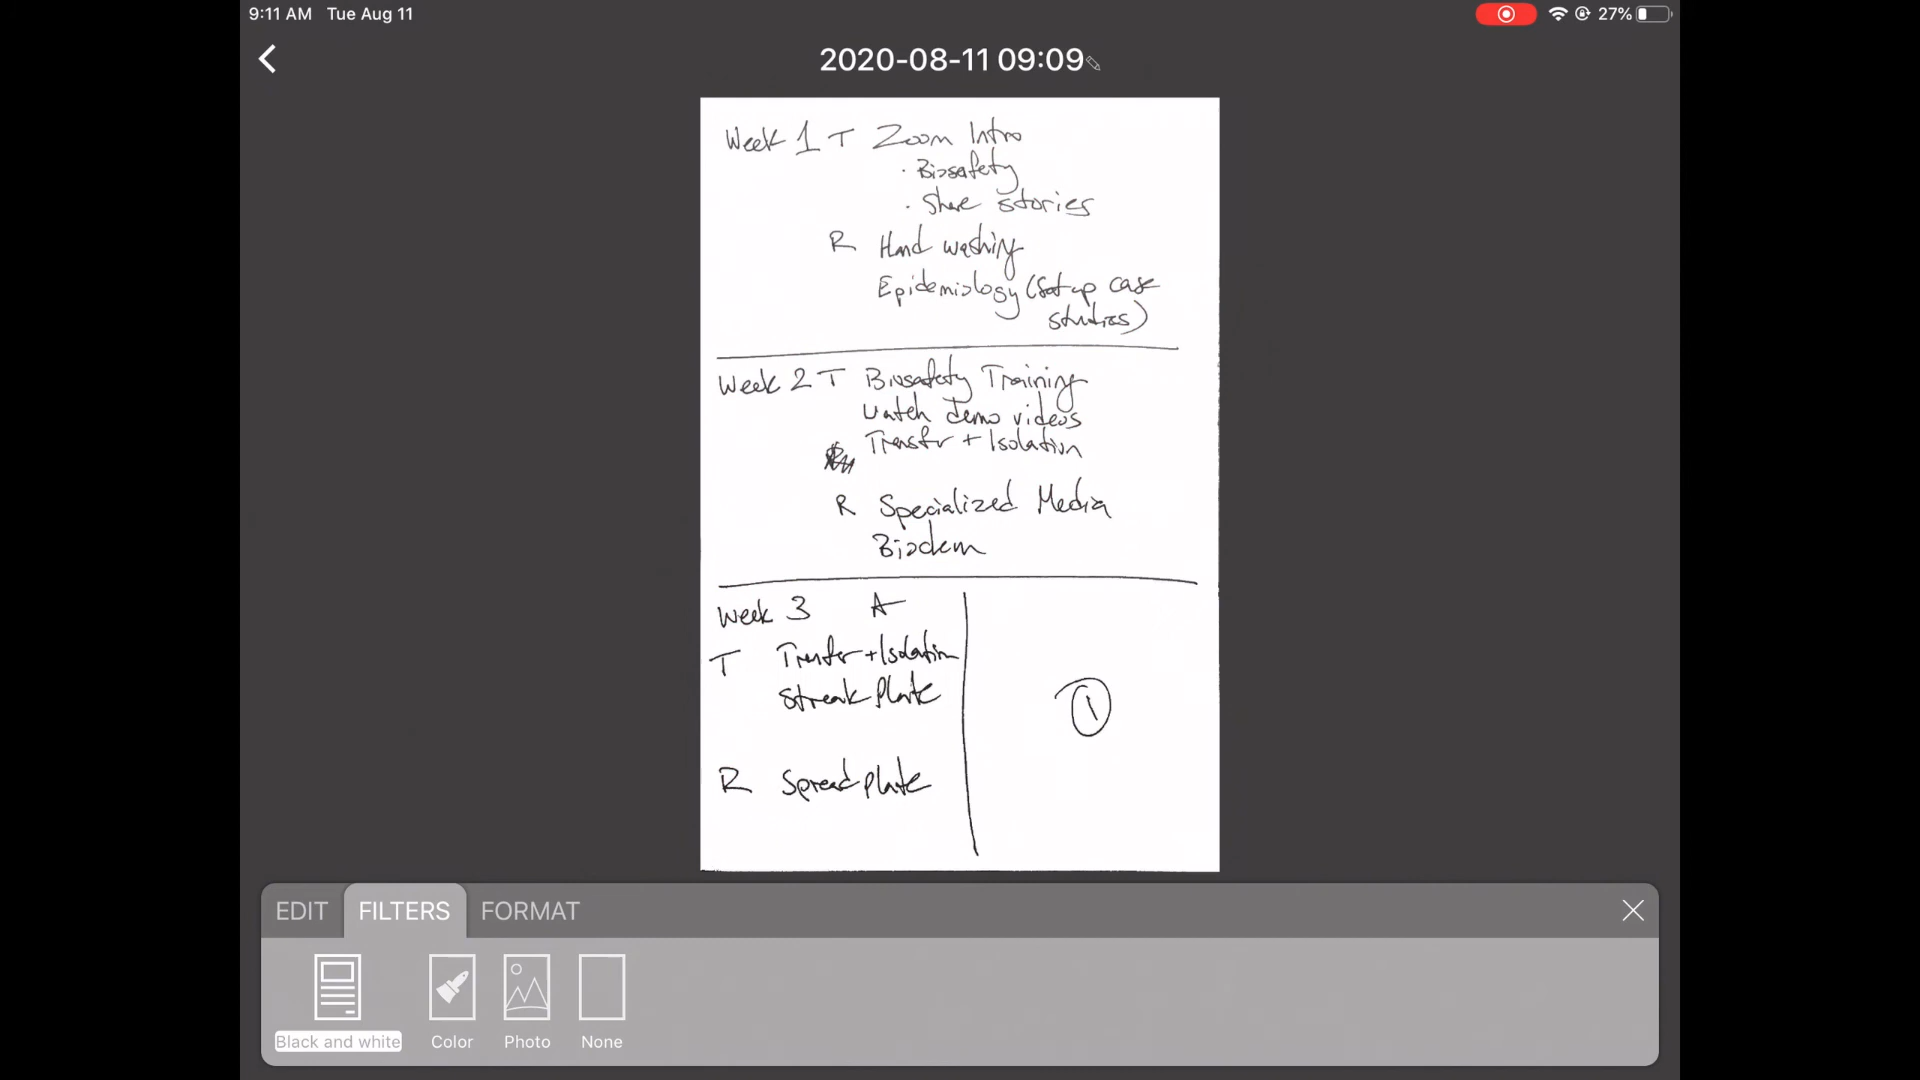 9:11 AM Tue Aug 11
27%
2020-08-11 09:09
Week 1 T Zoom Intro
· Biosafety
· Share stories
R Hand washing
Epidemiology (Set up case
studies)
Week 2 T Biosafety Training
Watch demo videos
Transfer + Isolation
R Specialized Media
Biochem
Week 3 A
T Transfer + Isolation
Streak Plate
R Spread plate
1
EDIT FILTERS FORMAT
Black and white Color Photo None